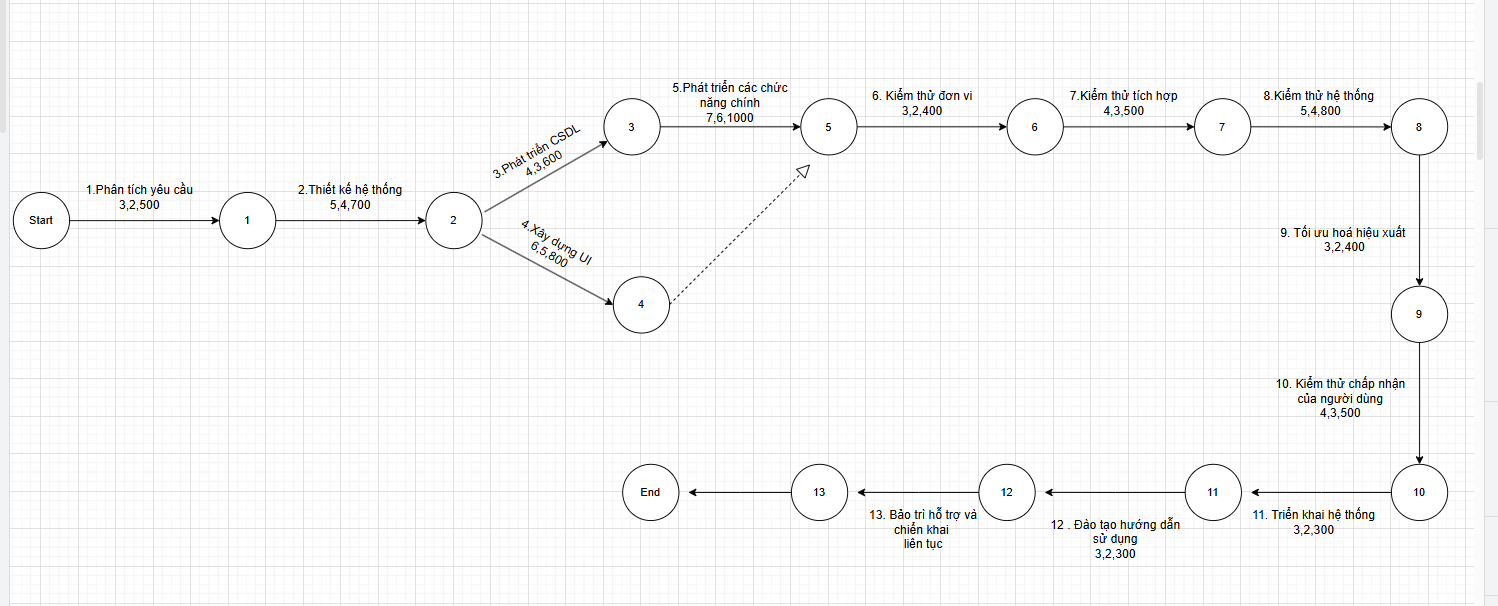 5.Phát triển các chức
năng chính
7,6,1000
6. Kiểm thử đơn vi
3,2,400
7.Kiểm thử tích hợp
4,3,500
8.Kiểm thử hệ thống
5,4,800
3
5
6
7
8
3.Phát triển CSDL
4,3,600
1.Phân tích yêu cầu
3,2,500
2.Thiết kế hệ thống
5,4,700
Start
1
2
4.Xây dựng UI
6,5,800
4
9. Tối ưu hoá hiệu xuất
3,2,400
9
10. Kiểm thử chấp nhận
của người dùng
4,3,500
End
13
12
11
10
13. Bảo trì hỗ trợ và
chiển khai
liên tục
12 . Đảo tạo hướng dẫn
sử dụng
3,2,300
11. Triển khai hệ thống
3,2,300